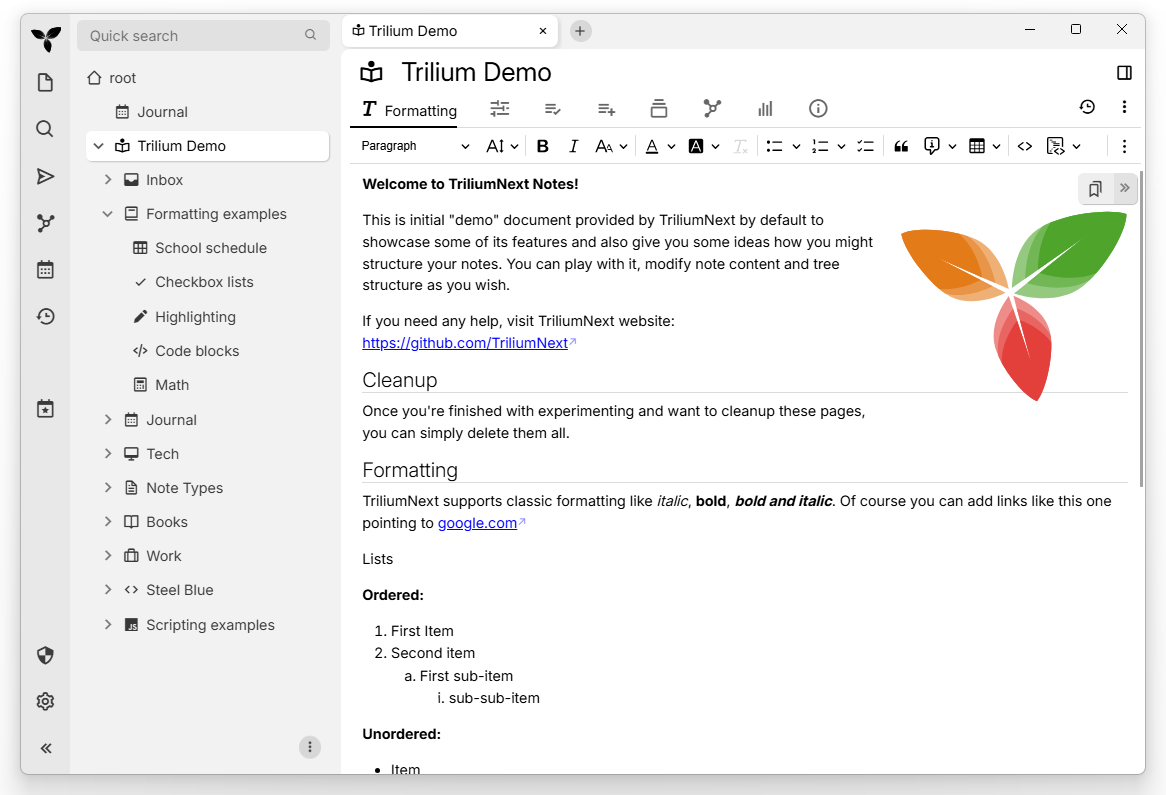 Quick search
root
Journal
Trilium Demo
Inbox
Formatting examples
School schedule
Checkbox lists
Highlighting
Code blocks
Math
Journal
Tech
Note Types
Books
Work
Steel Blue
Scripting examples
Trilium Demo
Trilium Demo
Formatting
Paragraph
Welcome to TriliumNext Notes!
This is initial "demo" document provided by TriliumNext by default to
showcase some of its features and also give you some ideas how you might
structure your notes. You can play with it, modify note content and tree
structure as you wish.
If you need any help, visit TriliumNext website:
https://github.com/TriliumNext
Cleanup
Once you're finished with experimenting and want to cleanup these pages,
you can simply delete them all.
Formatting
TriliumNext supports classic formatting like italic, bold, bold and italic. Of course you can add links like this one
pointing to google.com
Lists
Ordered:
1. First Item
2. Second item
a. First sub-item
i. sub-sub-item
Unordered:
• Item